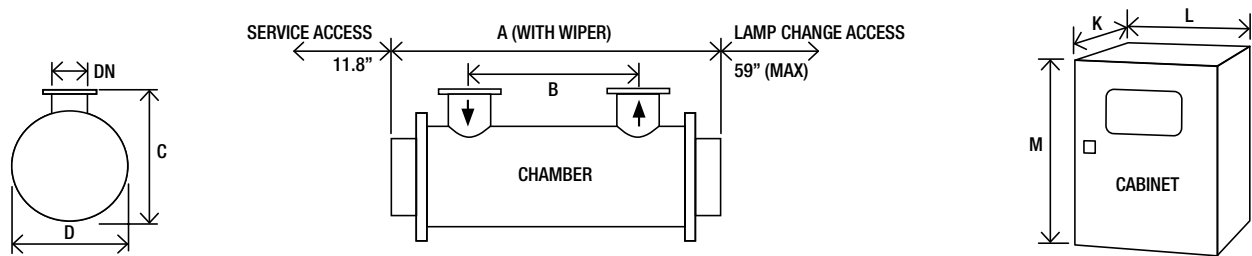 DN
C
D
SERVICE ACCESS
11.8”
A (WITH WIPER)
LAMP CHANGE ACCESS
59” (MAX)
B
CHAMBER
K
L
M
CABINET